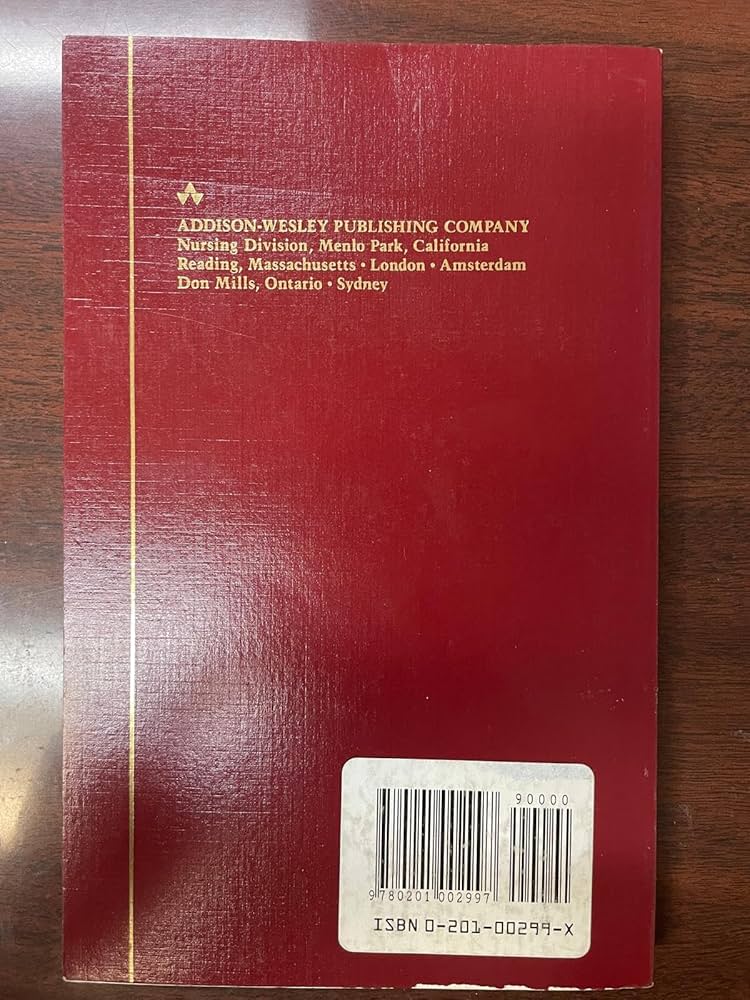 ADDISON-WESLEY PUBLISHING COMPANY
Nursing Division, Menlo Park, California
Reading, Massachusetts • London • Amsterdam
Don Mills, Ontario • Sydney
90000
9 780201 002997
ISBN 0-201-00299-X